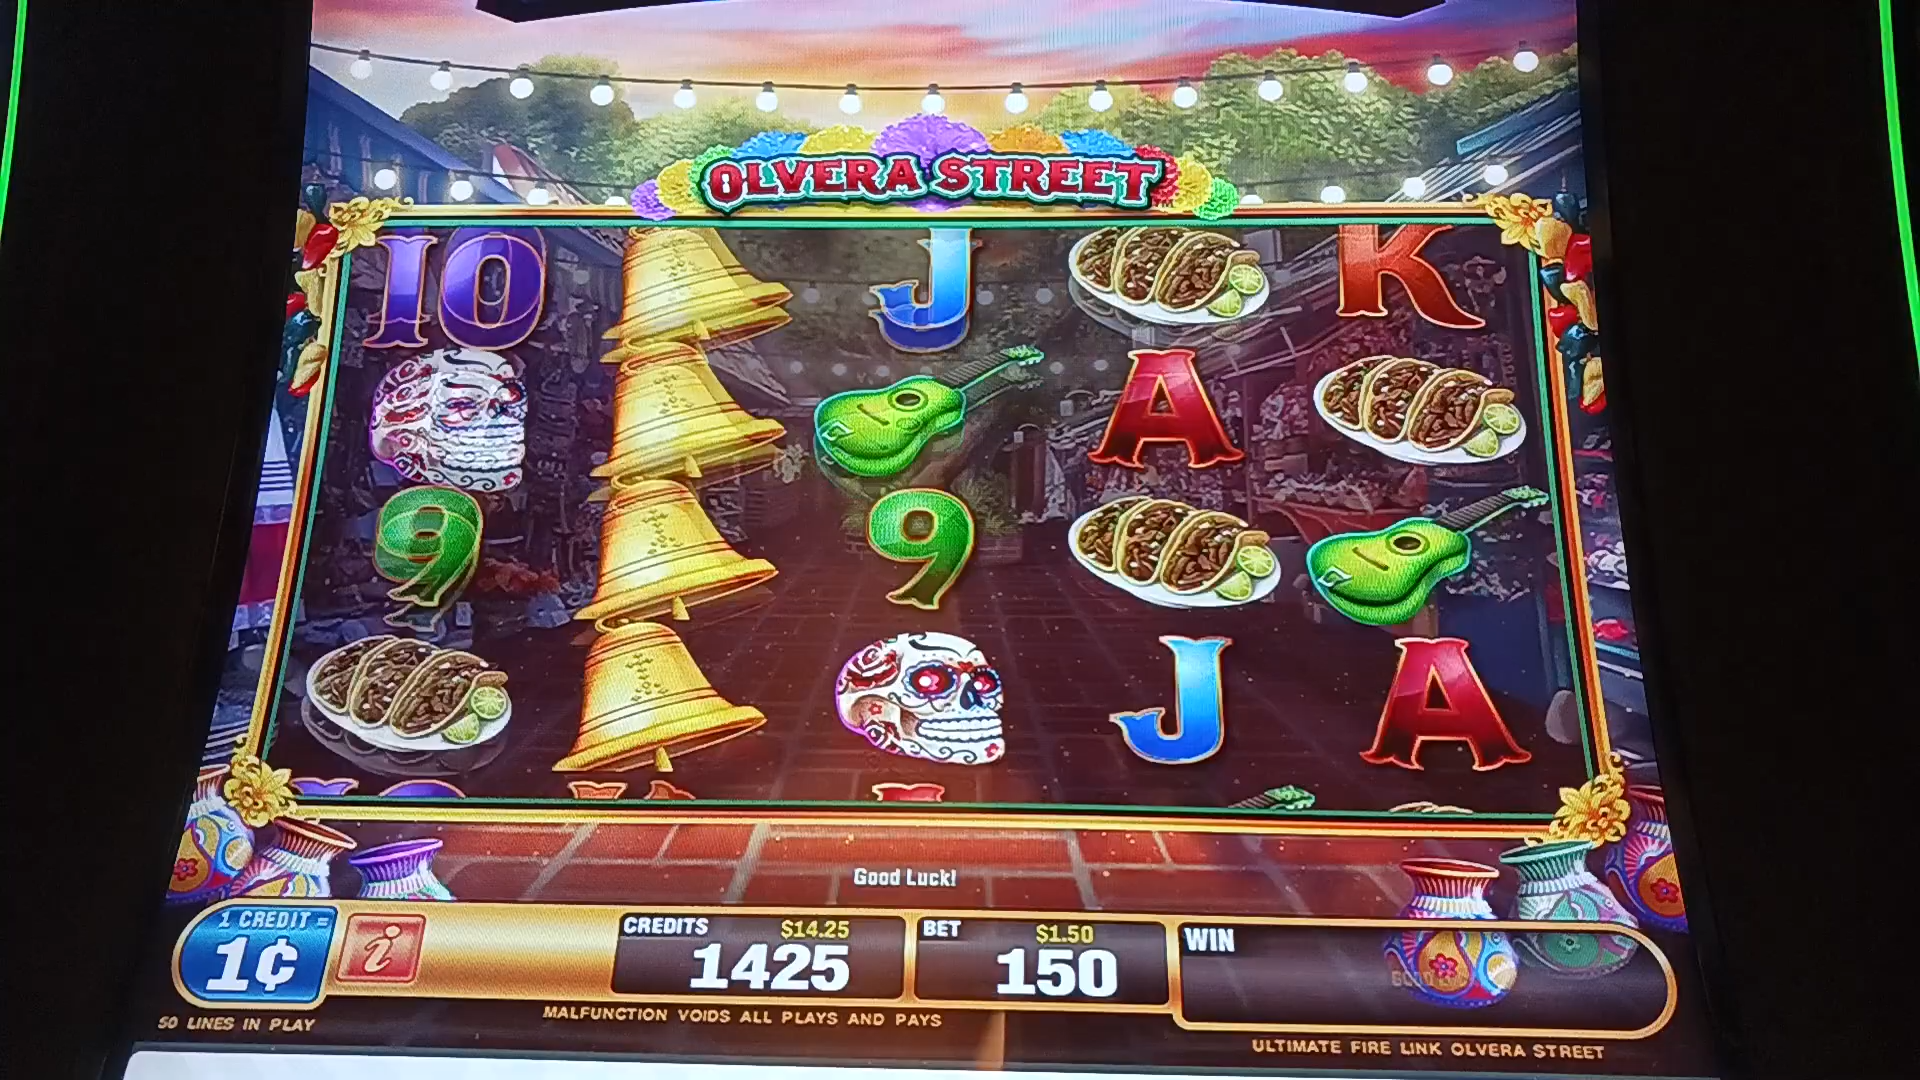 OLVERA STREET
10 J K
A
9 9
J A
Good Luck!
1 CREDIT =
1¢
i
CREDITS $14.25
1425
BET $1.50
150
WIN
50 LINES IN PLAY
MALFUNCTION VOIDS ALL PLAYS AND PAYS
ULTIMATE FIRE LINK OLVERA STREET